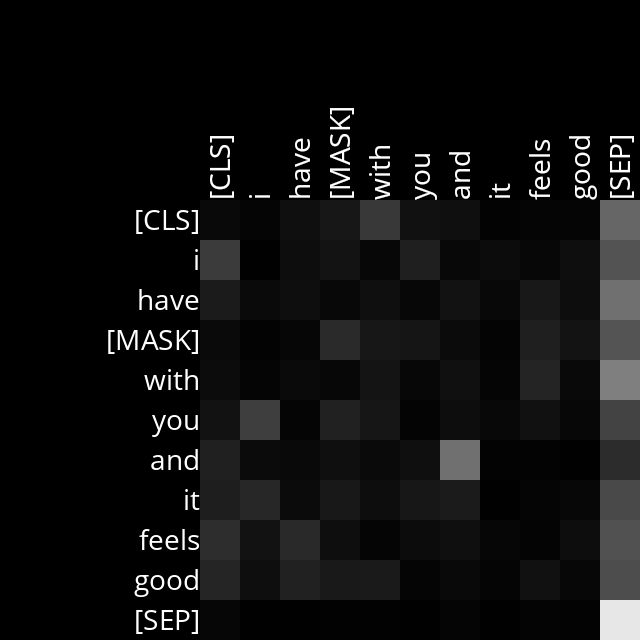 [CLS] i have [MASK] with you and it feels good [SEP]
[CLS]
i
have
[MASK]
with
you
and
it
feels
good
[SEP]